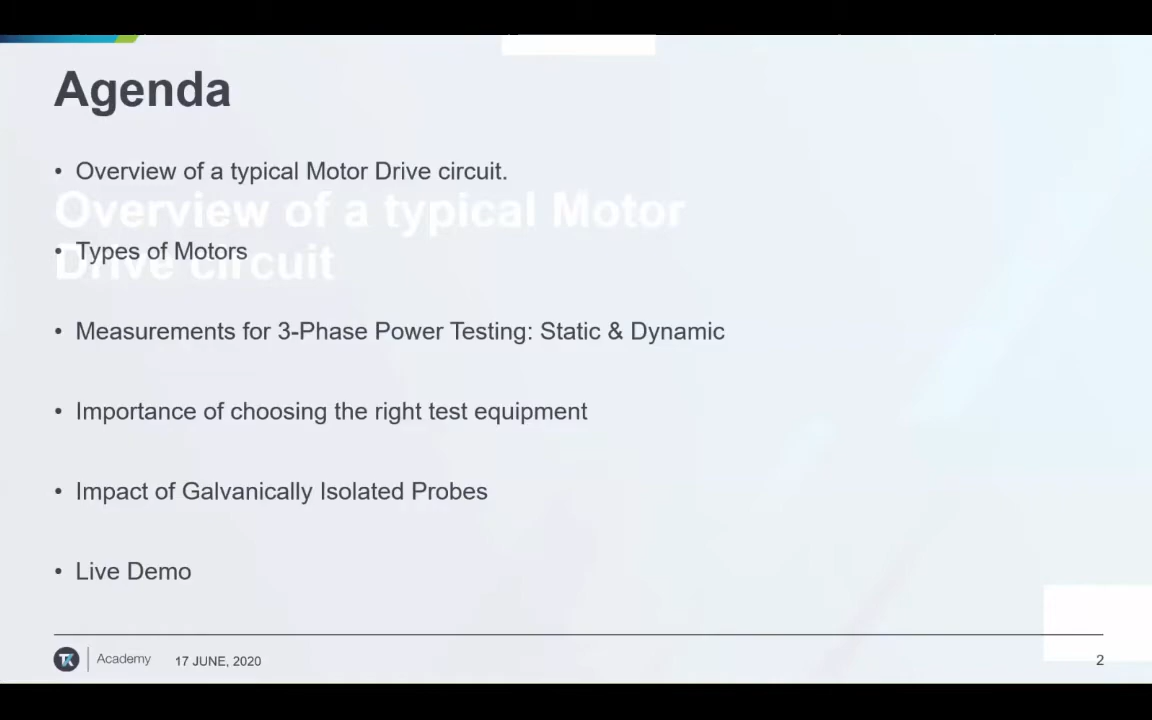 Agenda
• Overview of a typical Motor Drive circuit.
Overview of a typical Motor
Drive circuit
• Types of Motors
• Measurements for 3-Phase Power Testing: Static & Dynamic
• Importance of choosing the right test equipment
• Impact of Galvanically Isolated Probes
• Live Demo
Academy 17 JUNE, 2020 2